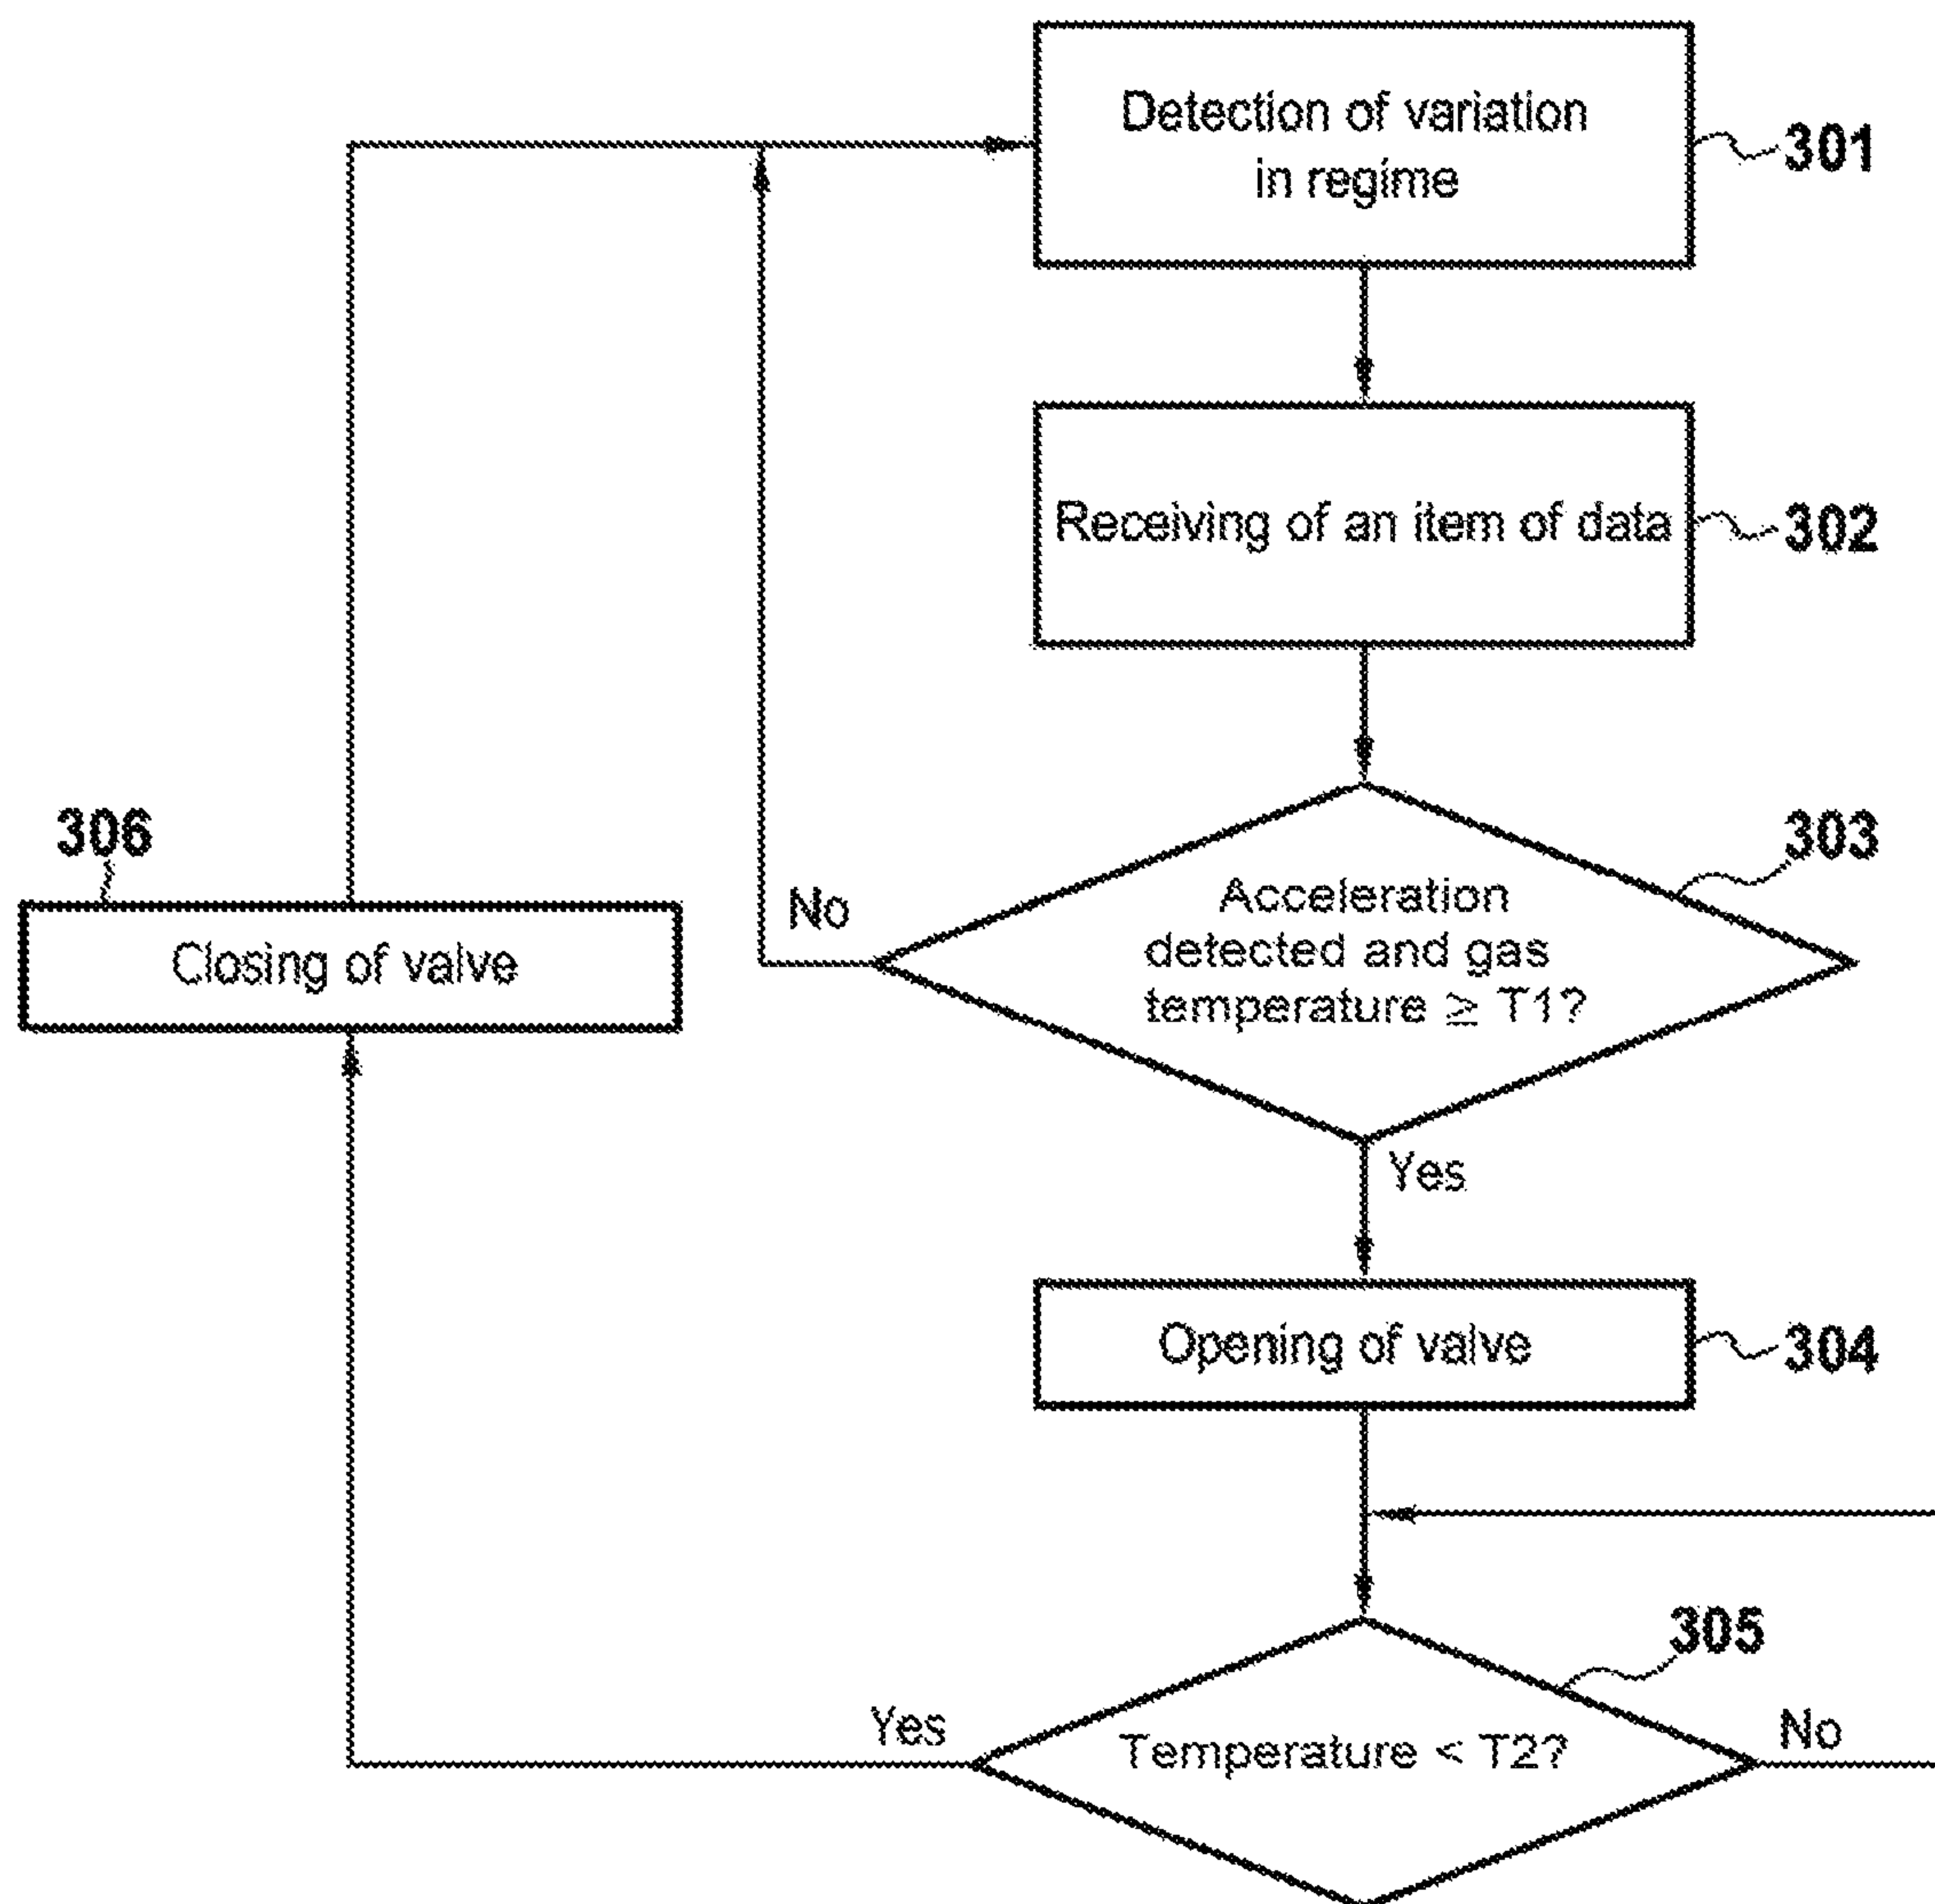 Detection of variation
in regime
301
Receiving of an item of data
302
303
Acceleration
detected and gas
temperature ≥ T1?
No
306
Closing of valve
Yes
Opening of valve
304
305
Temperature < T2?
Yes
No